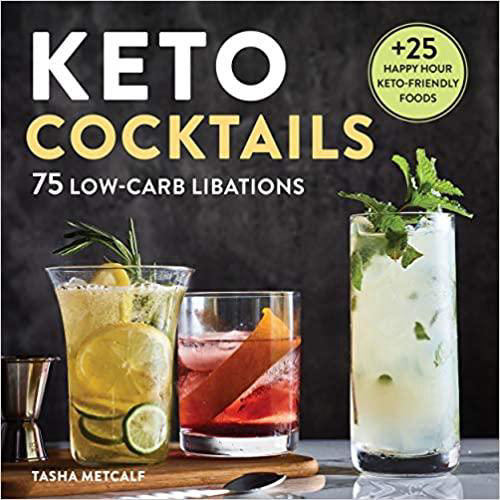 KETO
COCKTAILS
75 LOW-CARB LIBATIONS
+25
HAPPY HOUR
KETO-FRIENDLY
FOODS
TASHA METCALF